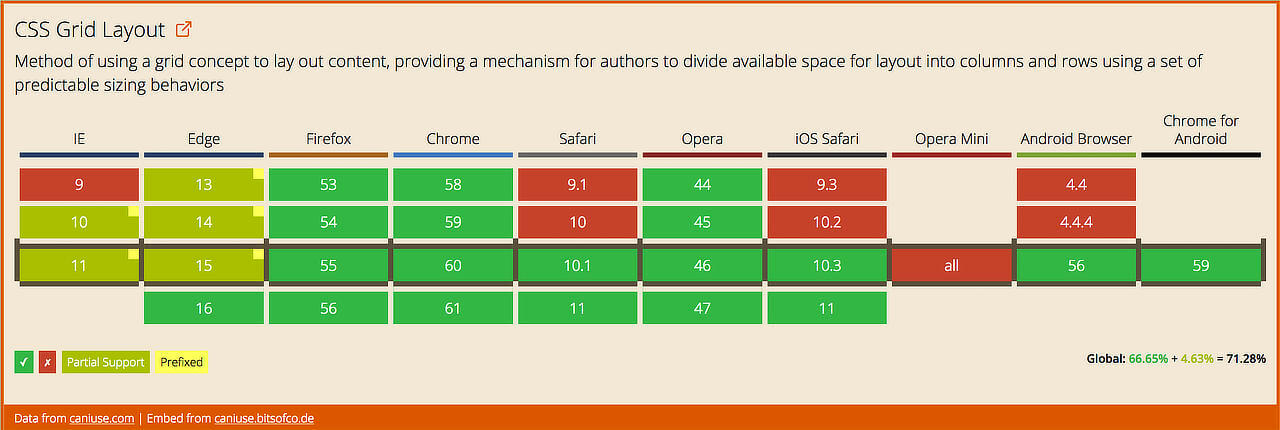 CSS Grid Layout
Method of using a grid concept to lay out content, providing a mechanism for authors to divide available space for layout into columns and rows using a set of
predictable sizing behaviors
IE Edge Firefox Chrome Safari Opera iOS Safari Opera Mini Android Browser Chrome for Android
9 13 53 58 9.1 44 9.3 4.4
10 14 54 59 10 45 10.2 4.4.4
11 15 55 60 10.1 46 10.3 all 56 59
16 56 61 11 47 11
✓ ✗ Partial Support Prefixed
Global: 66.65% + 4.63% = 71.28%
Data from caniuse.com | Embed from caniuse.bitsofco.de